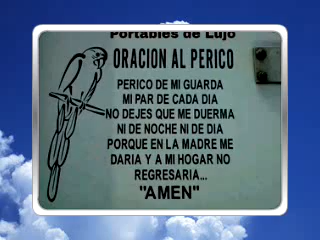 Portables de Lujo
ORACION AL PERICO
PERICO DE MI GUARDA
MI PAR DE CADA DIA
NO DEJES QUE ME DUERMA
NI DE NOCHE NI DE DIA
PORQUE EN LA MADRE ME
DARIA Y A MI HOGAR NO
REGRESARIA...
"AMEN"